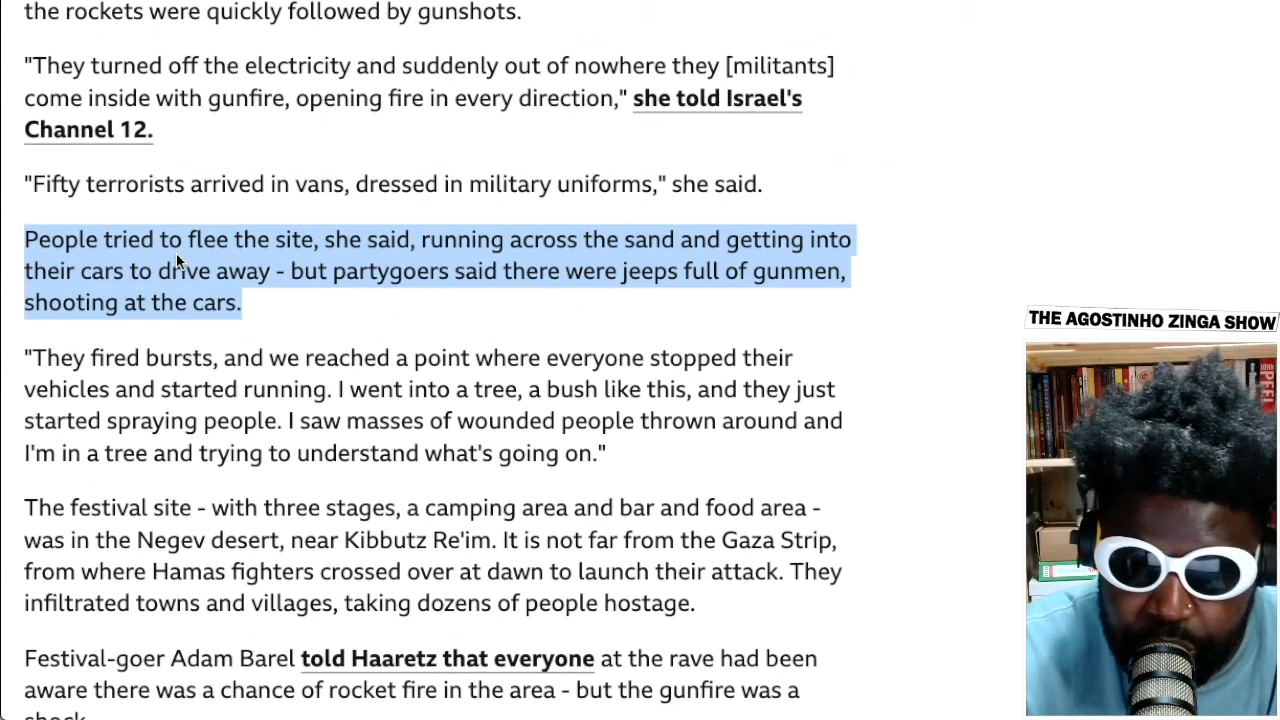 the rockets were quickly followed by gunshots.
"They turned off the electricity and suddenly out of nowhere they [militants]
come inside with gunfire, opening fire in every direction," she told Israel's
Channel 12.
"Fifty terrorists arrived in vans, dressed in military uniforms," she said.
People tried to flee the site, she said, running across the sand and getting into
their cars to drive away - but partygoers said there were jeeps full of gunmen,
shooting at the cars.
"They fired bursts, and we reached a point where everyone stopped their
vehicles and started running. I went into a tree, a bush like this, and they just
started spraying people. I saw masses of wounded people thrown around and
I'm in a tree and trying to understand what's going on."
The festival site - with three stages, a camping area and bar and food area -
was in the Negev desert, near Kibbutz Re'im. It is not far from the Gaza Strip,
from where Hamas fighters crossed over at dawn to launch their attack. They
infiltrated towns and villages, taking dozens of people hostage.
Festival-goer Adam Barel told Haaretz that everyone at the rave had been
aware there was a chance of rocket fire in the area - but the gunfire was a
shock.
THE AGOSTINHO ZINGA SHOW
JOHN
PEEL